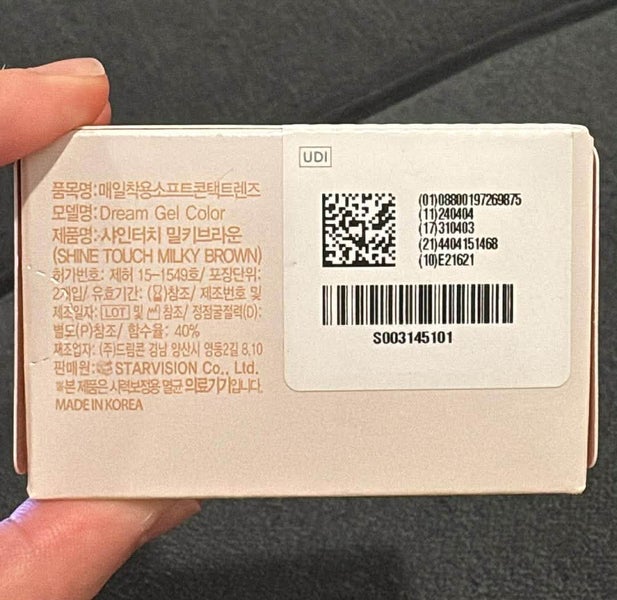 품목명:매일착용소프트콘택트렌즈
모델명:Dream Gel Color
제품명:샤인터치 밀키브라운
(SHINE TOUCH MILKY BROWN)
허가번호: 제허 15-1549호/ 포장단위:
2개입/ 유효기간: (참조/ 제조번호 및
제조일자: LOT 및 참조/ 정점굴절력(D):
별도(P)참조/ 함수율: 40%
제조업자: (주)드림콘 경남 양산시 영동2길 8,10
판매원: STARVISION Co., Ltd.
※본 제품은 시력보정용 멸균 의료기기입니다.
MADE IN KOREA
UDI
(01)08800197269875
(11)240404
(17)310403
(21)4404151468
(10)E21621
S003145101